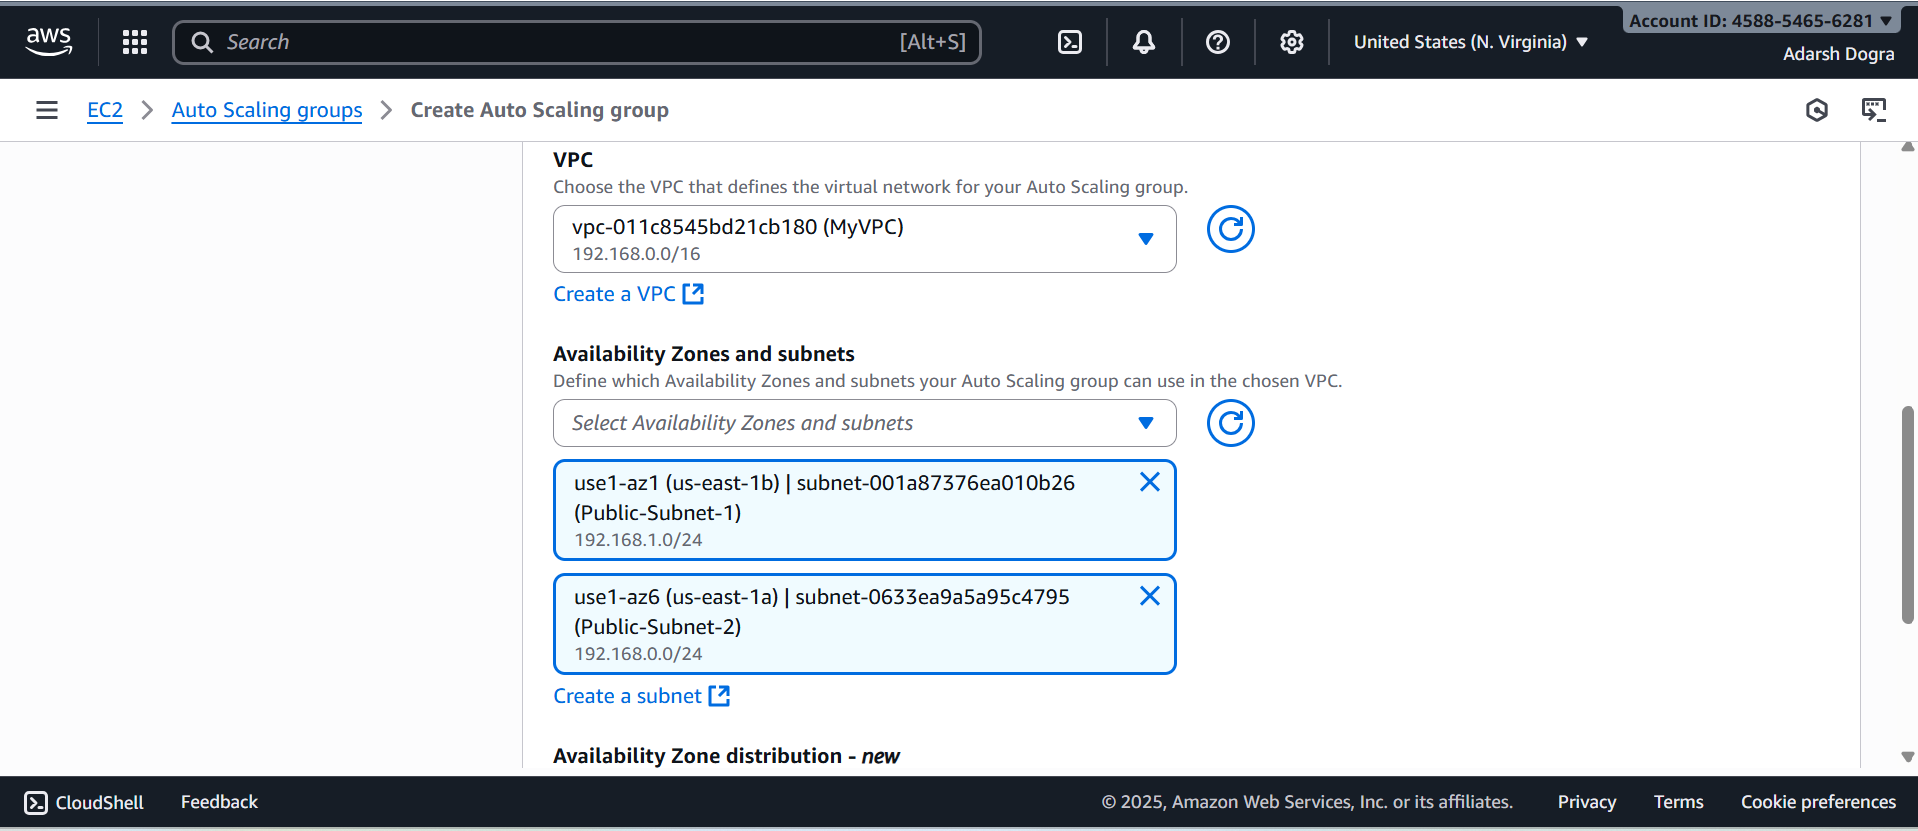 aws
Search
[Alt+S]
United States (N. Virginia)
Account ID: 4588-5465-6281
Adarsh Dogra
EC2
Auto Scaling groups
Create Auto Scaling group
VPC
Choose the VPC that defines the virtual network for your Auto Scaling group.
vpc-011c8545bd21cb180 (MyVPC)
192.168.0.0/16
Create a VPC
Availability Zones and subnets
Define which Availability Zones and subnets your Auto Scaling group can use in the chosen VPC.
Select Availability Zones and subnets
use1-az1 (us-east-1b) | subnet-001a87376ea010b26
(Public-Subnet-1)
192.168.1.0/24
use1-az6 (us-east-1a) | subnet-0633ea9a5a95c4795
(Public-Subnet-2)
192.168.0.0/24
Create a subnet
Availability Zone distribution - new
CloudShell
Feedback
© 2025, Amazon Web Services, Inc. or its affiliates.
Privacy
Terms
Cookie preferences